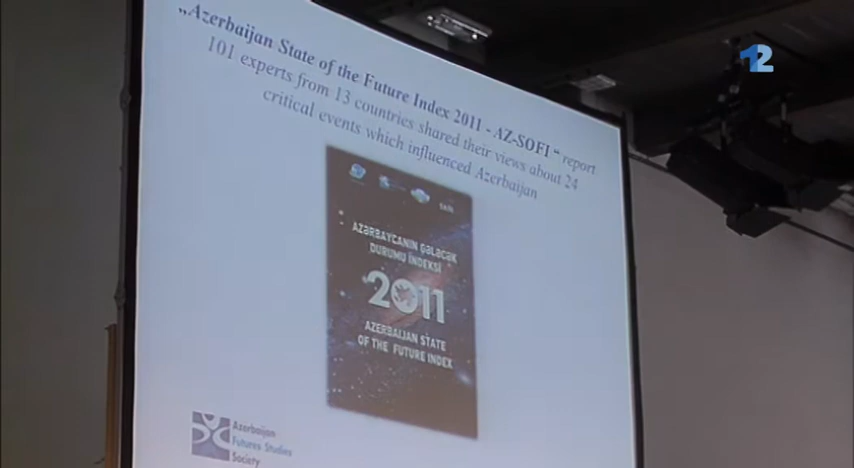 12
„Azerbaijan State of the Future Index 2011 - AZ-SOFI “ report
101 experts from 13 countries shared their views about 24
critical events which influenced Azerbaijan
AZƏRBAYCANIN GƏLƏCƏK
DURUMU İNDEKSİ
2011
AZERBAIJAN STATE
OF THE FUTURE INDEX
Azerbaijan
Futures Studies
Society